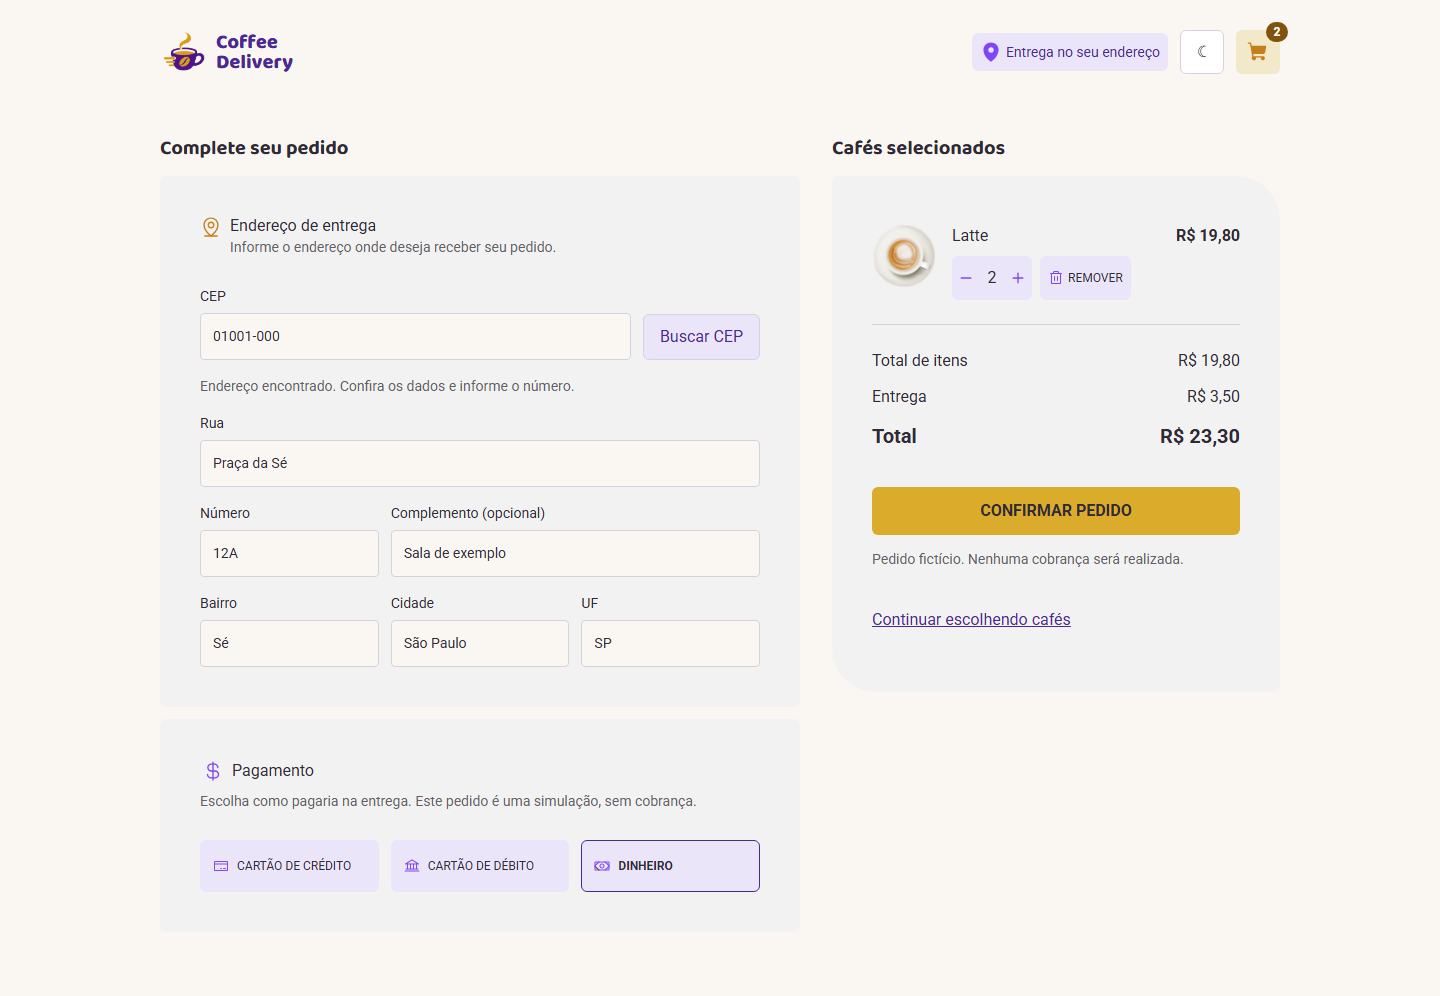 Coffee
Delivery
Entrega no seu endereço
2
Complete seu pedido
Endereço de entrega
Informe o endereço onde deseja receber seu pedido.
CEP
01001-000
Buscar CEP
Endereço encontrado. Confira os dados e informe o número.
Rua
Praça da Sé
Número
Complemento (opcional)
12A
Sala de exemplo
Bairro
Cidade
UF
Sé
São Paulo
SP
Pagamento
Escolha como pagaria na entrega. Este pedido é uma simulação, sem cobrança.
CARTÃO DE CRÉDITO
CARTÃO DE DÉBITO
DINHEIRO
Cafés selecionados
Latte
R$ 19,80
2
REMOVER
Total de itens
R$ 19,80
Entrega
R$ 3,50
Total
R$ 23,30
CONFIRMAR PEDIDO
Pedido fictício. Nenhuma cobrança será realizada.
Continuar escolhendo cafés